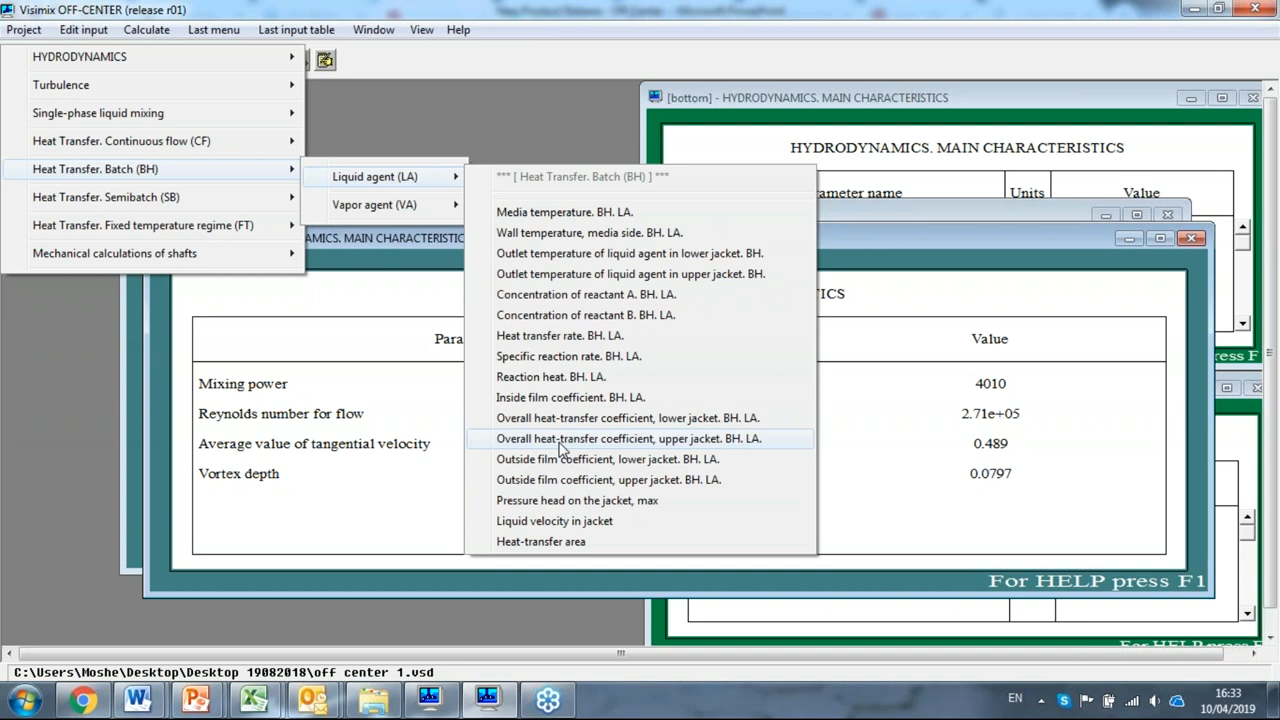 Visimix OFF-CENTER (release r01)
Project Edit input Calculate Last menu Last input table Window View Help
HYDRODYNAMICS
Turbulence
Single-phase liquid mixing
Heat Transfer. Continuous flow (CF)
Heat Transfer. Batch (BH)
Heat Transfer. Semibatch (SB)
Heat Transfer. Fixed temperature regime (FT)
Mechanical calculations of shafts
Liquid agent (LA)
Vapor agent (VA)
*** [ Heat Transfer. Batch (BH) ] ***
Media temperature. BH. LA.
Wall temperature, media side. BH. LA.
Outlet temperature of liquid agent in lower jacket. BH.
Outlet temperature of liquid agent in upper jacket. BH.
Concentration of reactant A. BH. LA.
Concentration of reactant B. BH. LA.
Heat transfer rate. BH. LA.
Specific reaction rate. BH. LA.
Reaction heat. BH. LA.
Inside film coefficient. BH. LA.
Overall heat-transfer coefficient, lower jacket. BH. LA.
Overall heat-transfer coefficient, upper jacket. BH. LA.
Outside film coefficient, lower jacket. BH. LA.
Outside film coefficient, upper jacket. BH. LA.
Pressure head on the jacket, max
Liquid velocity in jacket
Heat-transfer area
[bottom] - HYDRODYNAMICS. MAIN CHARACTERISTICS
HYDRODYNAMICS. MAIN CHARACTERISTICS
rameter name Units Value
ress F
AMICS. MAIN CHARACTERISTIC
ICS
Para Value
Mixing power 4010
Reynolds number for flow 2.71e+05
Average value of tangential velocity 0.489
Vortex depth 0.0797
For HELP press F1
C:\Users\Moshe\Desktop\Desktop 19082018\off center 1.vsd
EN
16:33
10/04/2019